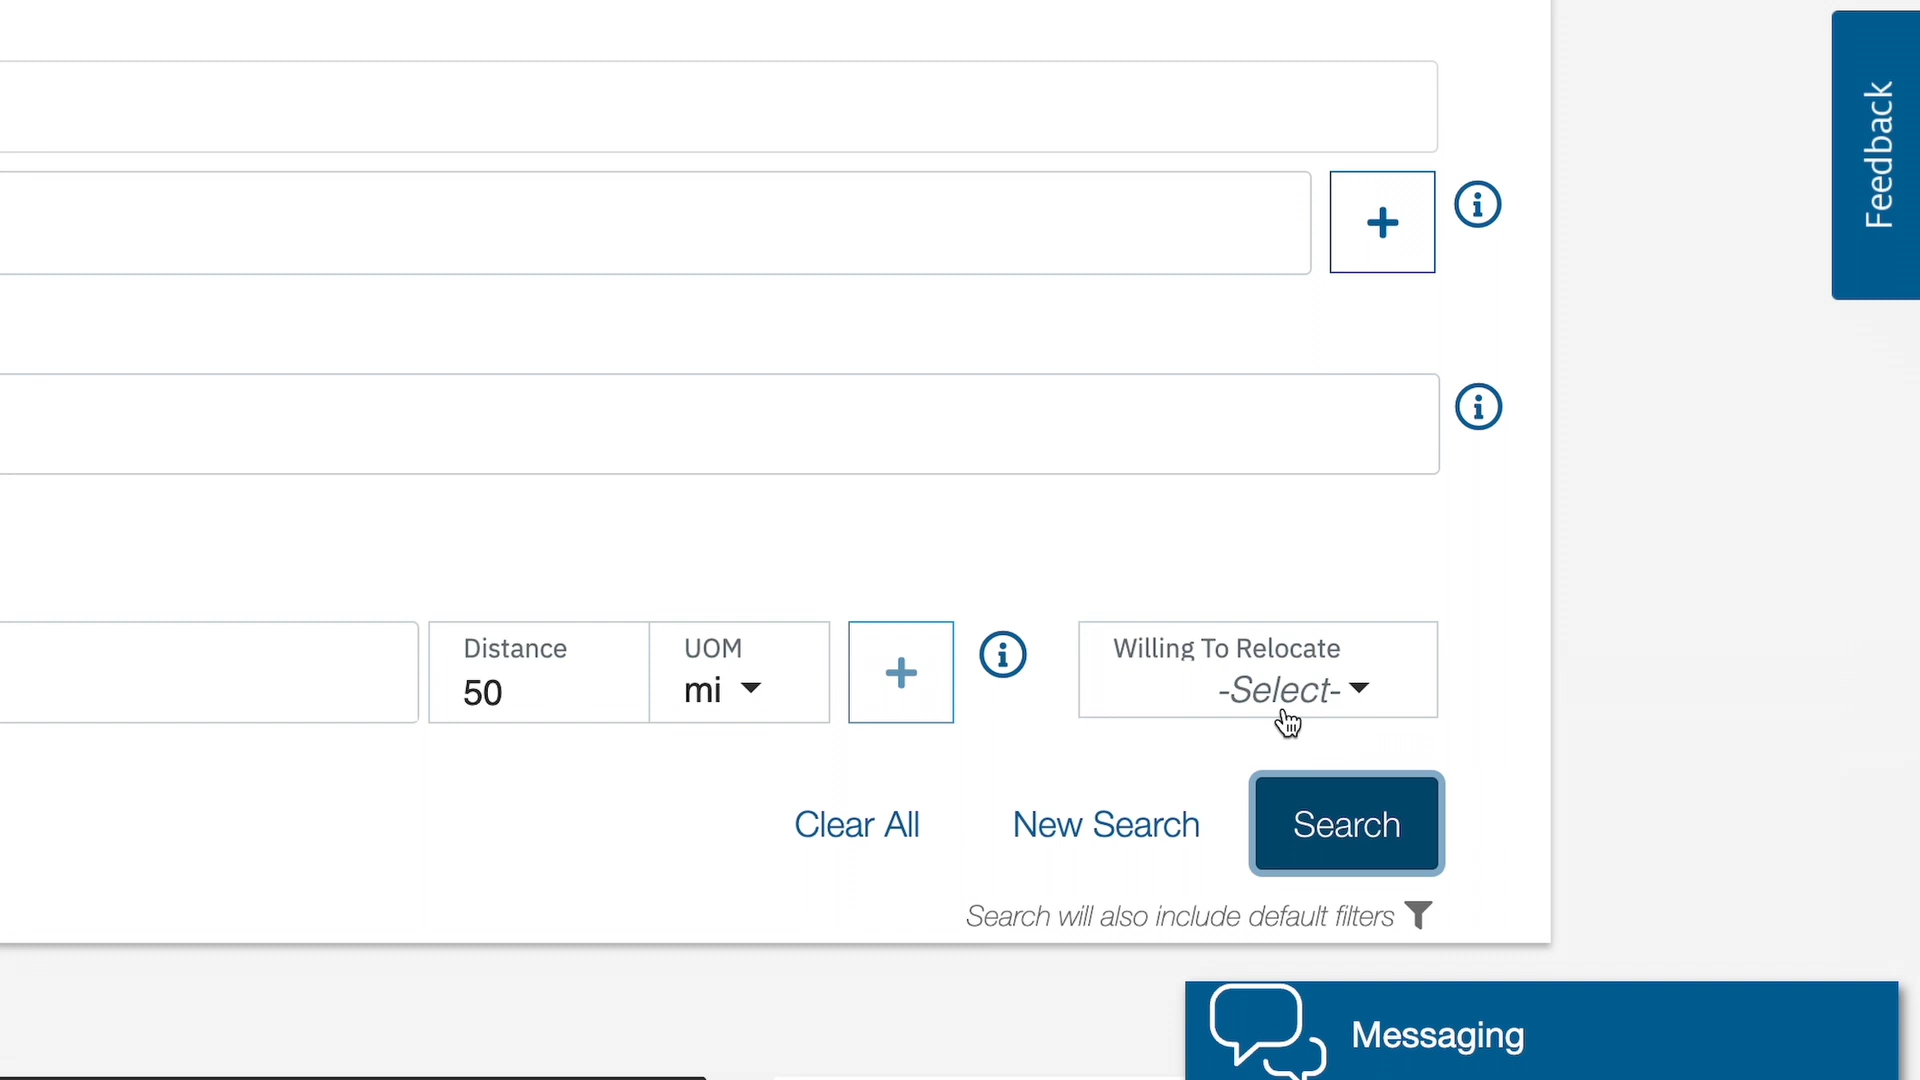 Feedback
Distance
50
UOM
mi
Willing To Relocate
-Select-
Clear All
New Search
Search
Search will also include default filters
Messaging